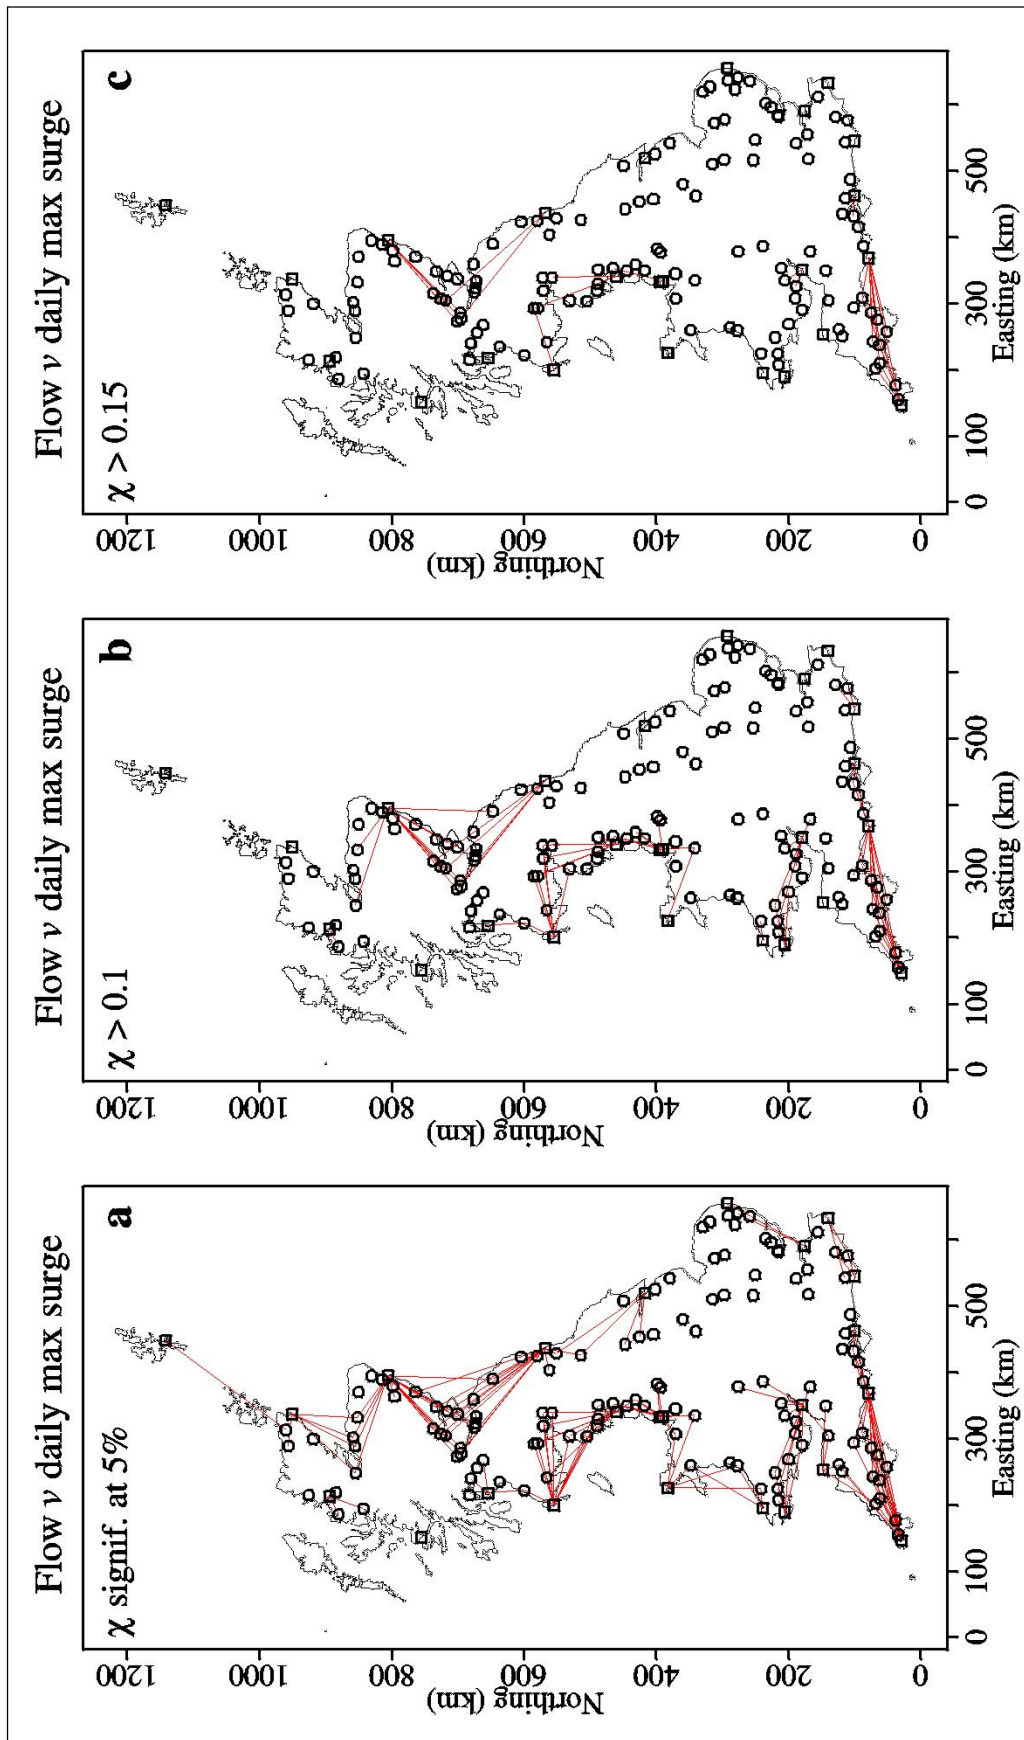 Flow v daily max surge
a
χ signif. at 5%
Northing (km)
1200
1000
800
600
400
200
0
0
100
300
500
Easting (km)
Flow v daily max surge
b
χ > 0.1
Northing (km)
1200
1000
800
600
400
200
0
0
100
300
500
Easting (km)
Flow v daily max surge
c
χ > 0.15
Northing (km)
1200
1000
800
600
400
200
0
0
100
300
500
Easting (km)